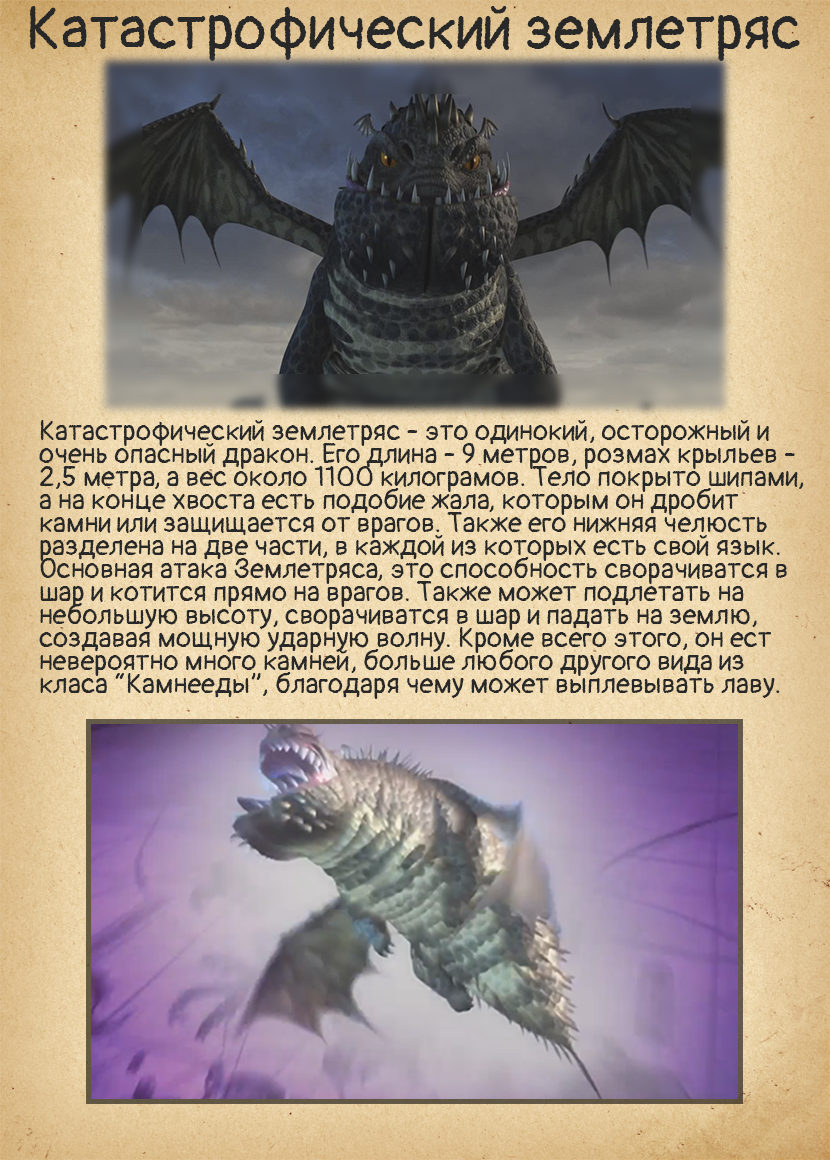 Катастрофический землетряс
Катастрофический землетряс - это одинокий, осторожный и
очень опасный дракон. Его длина - 9 метров, розмах крыльев -
2,5 метра, а вес около 1100 килограмов. Тело покрыто шипами,
а на конце хвоста есть подобие жала, которым он дробит
камни или защищается от врагов. Также его нижняя челюсть
разделена на две части, в каждой из которых есть свой язык.
Основная атака Землетряса, это способность сворачиватся в
шар и котится прямо на врагов. Также может подлетать на
небольшую высоту, сворачиватся в шар и падать на землю,
создавая мощную ударную волну. Кроме всего этого, он ест
невероятно много камней, больше любого другого вида из
класа “Камнееды”, благодаря чему может выплевывать лаву.